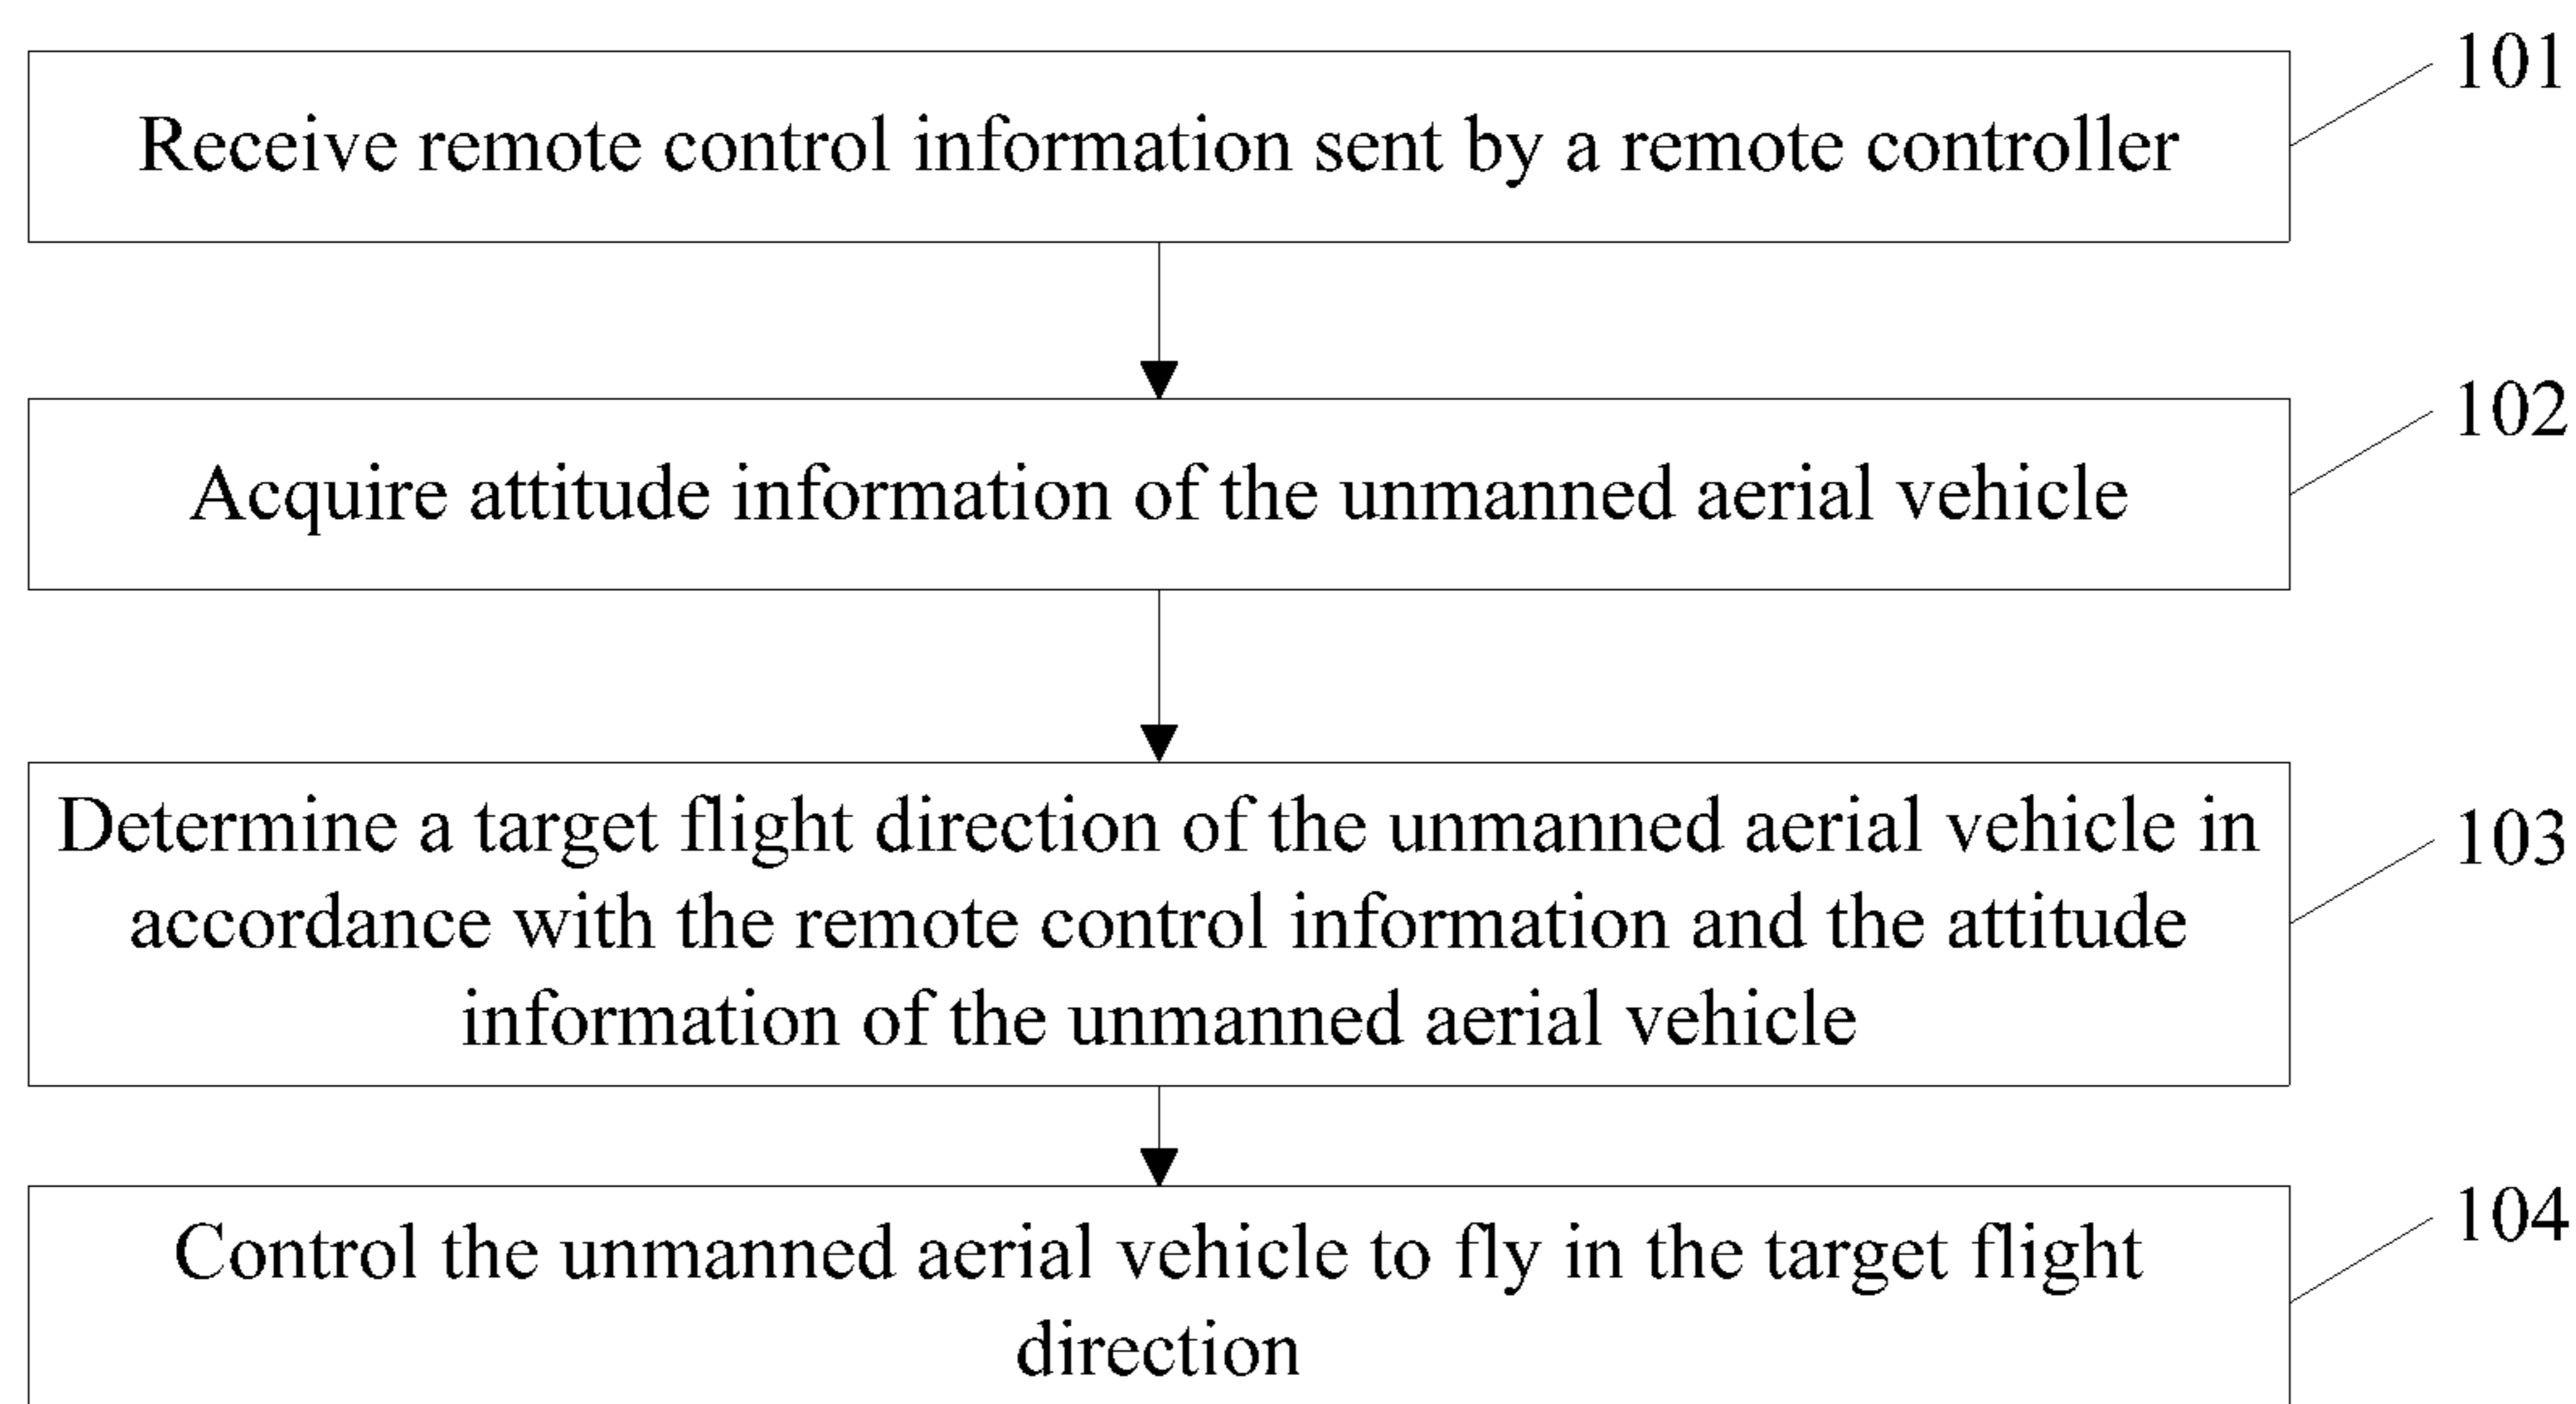 Receive remote control information sent by a remote controller
101
Acquire attitude information of the unmanned aerial vehicle
102
Determine a target flight direction of the unmanned aerial vehicle in
accordance with the remote control information and the attitude
information of the unmanned aerial vehicle
103
Control the unmanned aerial vehicle to fly in the target flight
direction
104